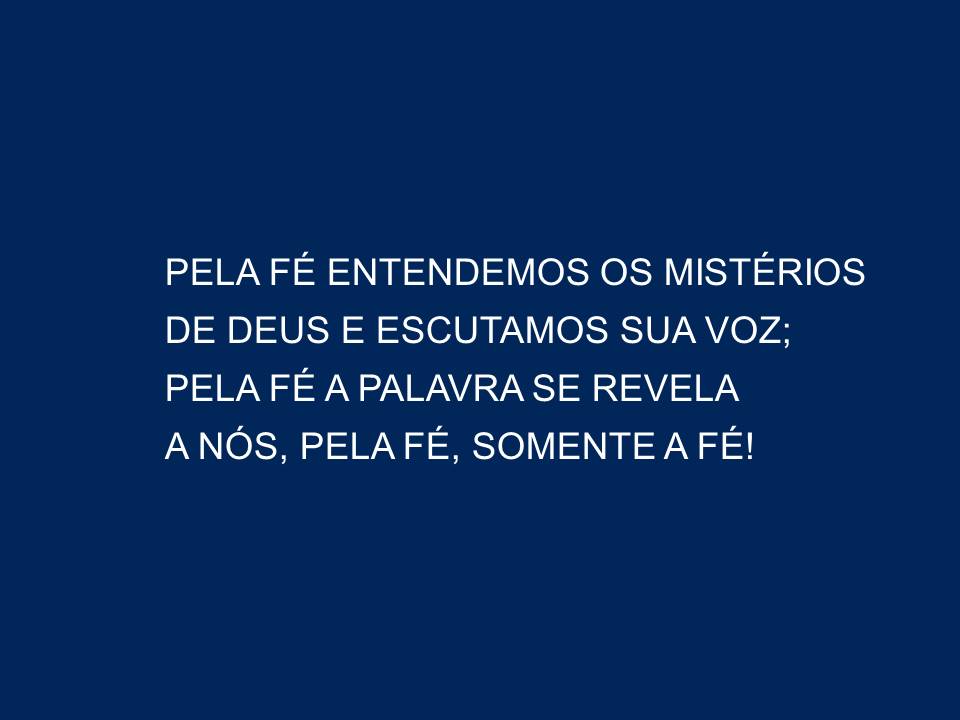 PELA FÉ ENTENDEMOS OS MISTÉRIOS
DE DEUS E ESCUTAMOS SUA VOZ;
PELA FÉ A PALAVRA SE REVELA
A NÓS, PELA FÉ, SOMENTE A FÉ!